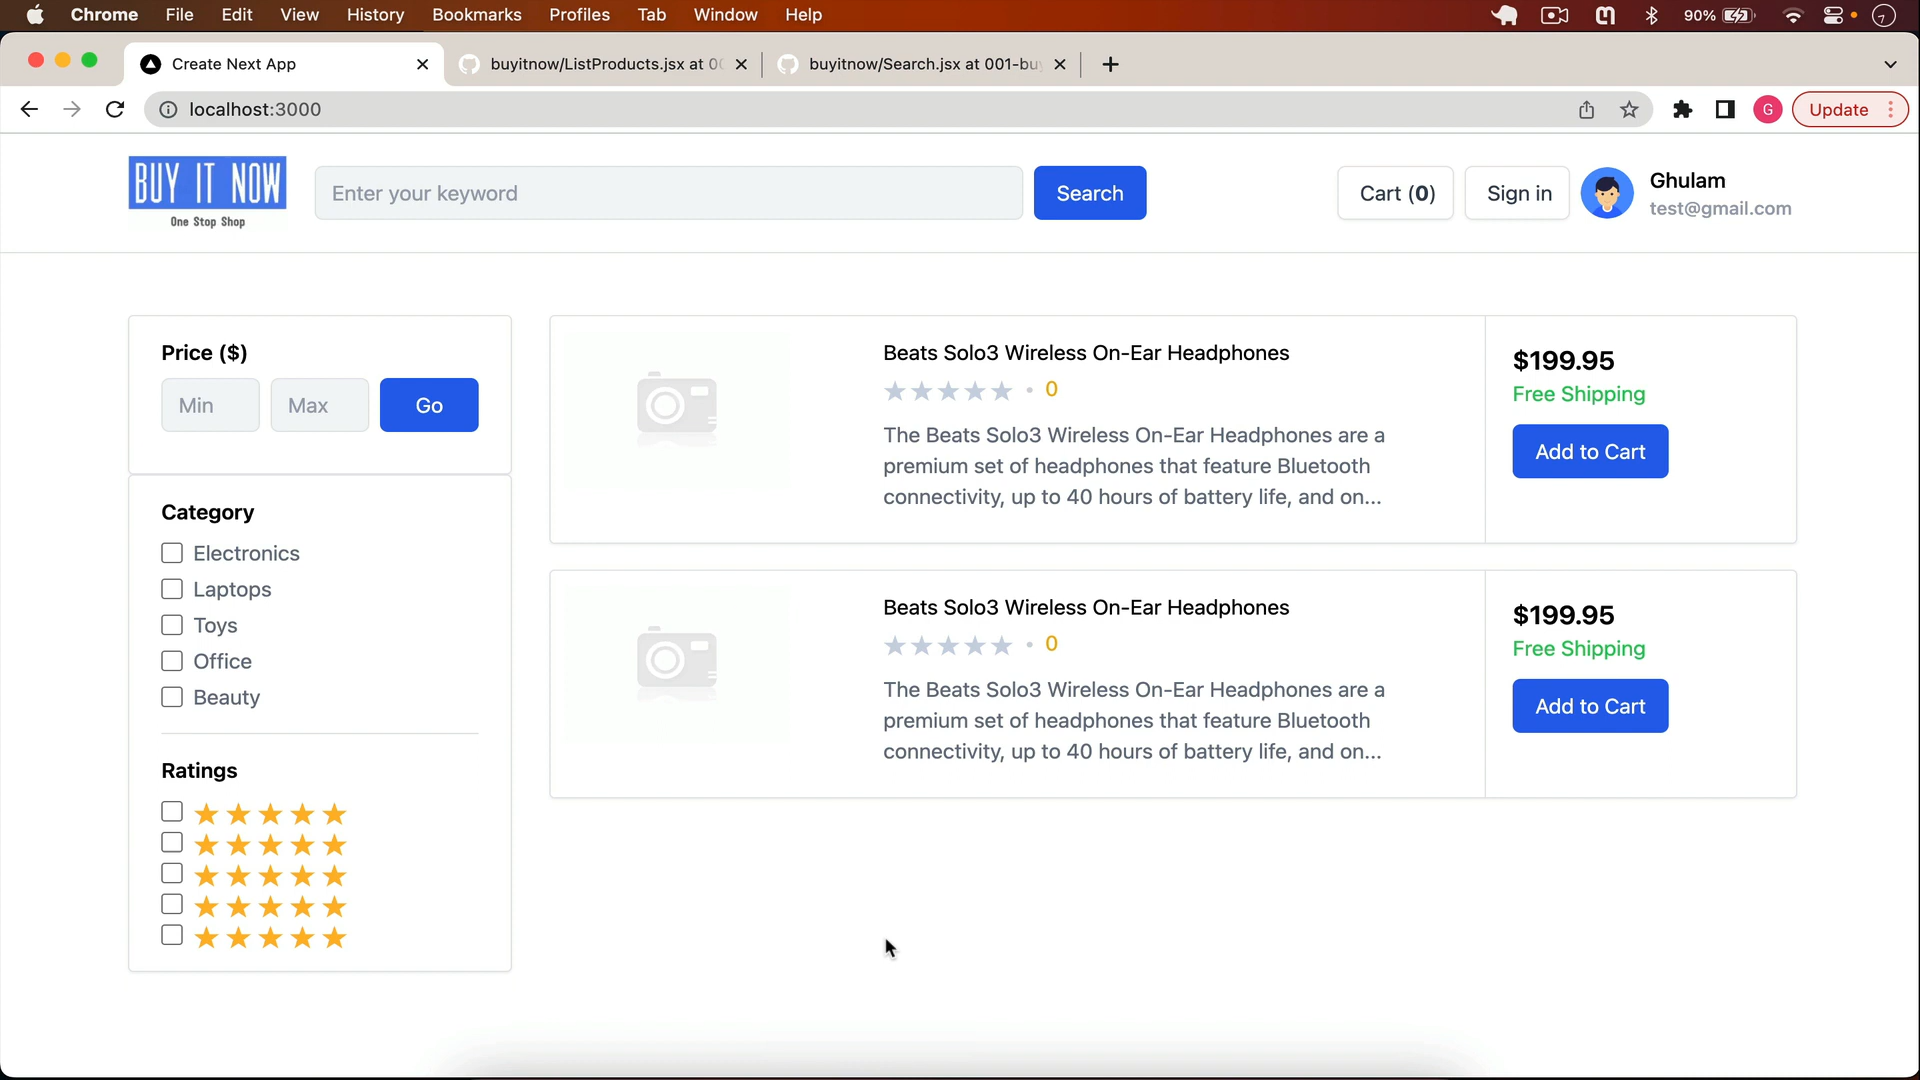 Chrome File Edit View History Bookmarks Profiles Tab Window Help 90%
Create Next App buyitnow/ListProducts.jsx at 00 buyitnow/Search.jsx at 001-bu
localhost:3000 G Update
BUY IT NOW
One Stop Shop
Enter your keyword
Search
Cart (0)
Sign in
Ghulam
test@gmail.com
Price ($)
Min Max Go
Category
Electronics
Laptops
Toys
Office
Beauty
Ratings
Beats Solo3 Wireless On-Ear Headphones
0
The Beats Solo3 Wireless On-Ear Headphones are a
premium set of headphones that feature Bluetooth
connectivity, up to 40 hours of battery life, and on...
$199.95
Free Shipping
Add to Cart
Beats Solo3 Wireless On-Ear Headphones
0
The Beats Solo3 Wireless On-Ear Headphones are a
premium set of headphones that feature Bluetooth
connectivity, up to 40 hours of battery life, and on...
$199.95
Free Shipping
Add to Cart